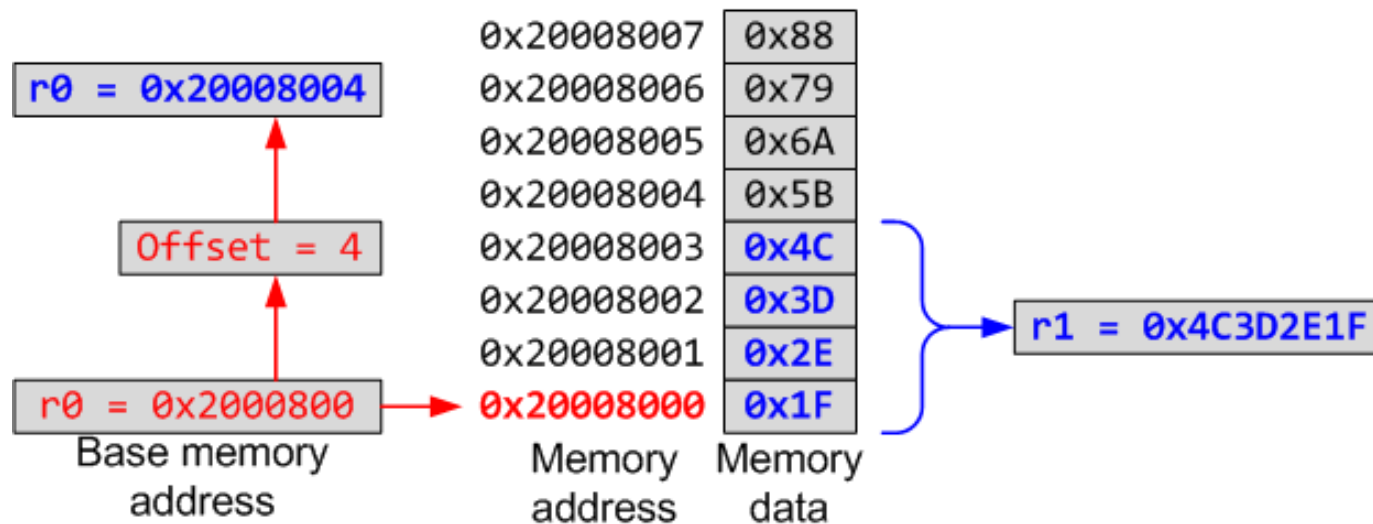 0x20008007 0x88
r0 = 0x20008004
0x20008006 0x79
0x20008005 0x6A
0x20008004 0x5B
Offset = 4
0x20008003 0x4C
0x20008002 0x3D
r1 = 0x4C3D2E1F
0x20008001 0x2E
r0 = 0x2000800
0x20008000 0x1F
Base memory
address
Memory
address
Memory
data